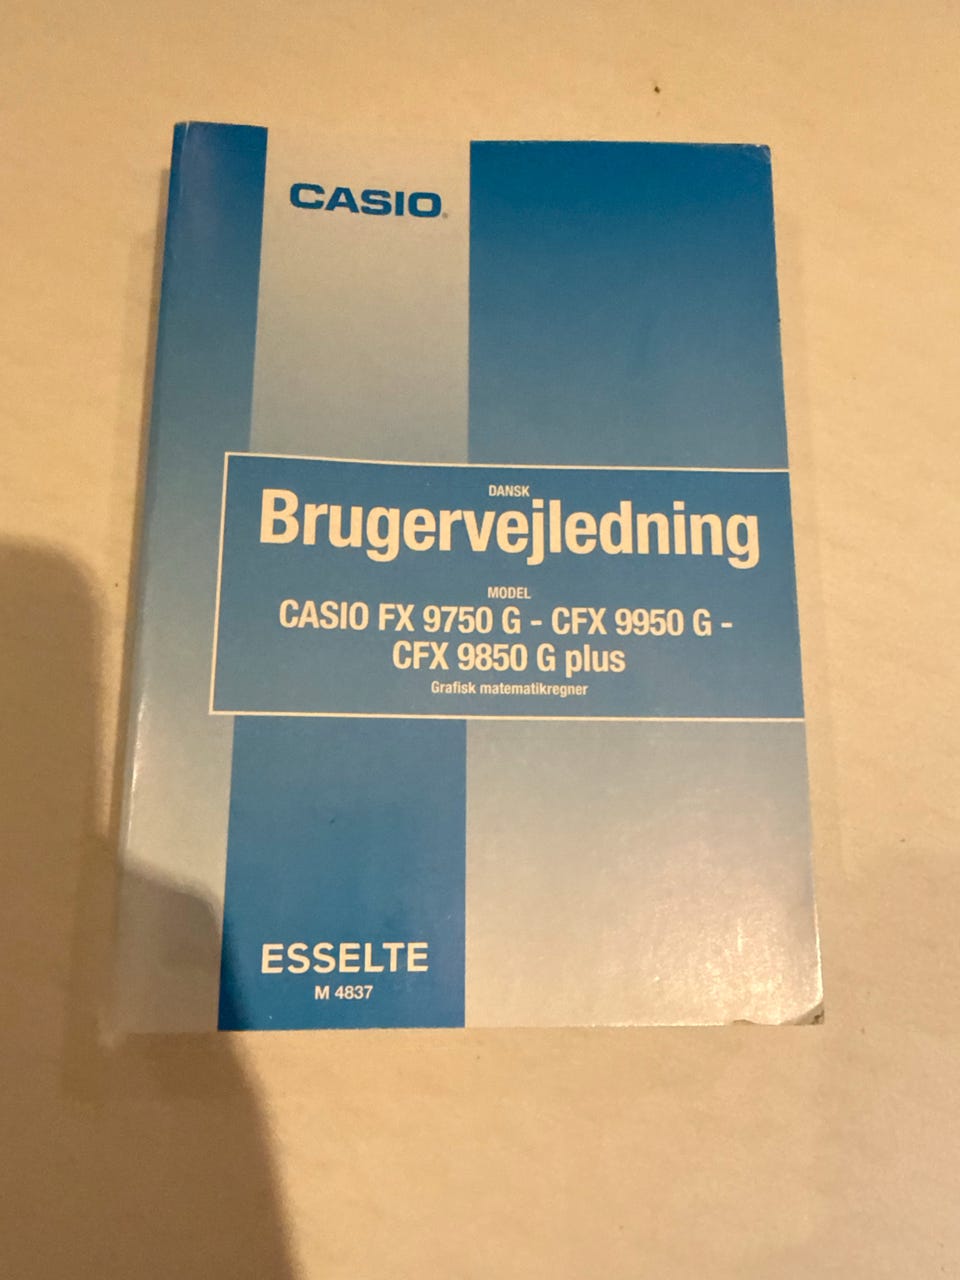 CASIO®
DANSK
Brugervejledning
MODEL
CASIO FX 9750 G - CFX 9950 G -
CFX 9850 G plus
Grafisk matematikregner
ESSELTE
M 4837